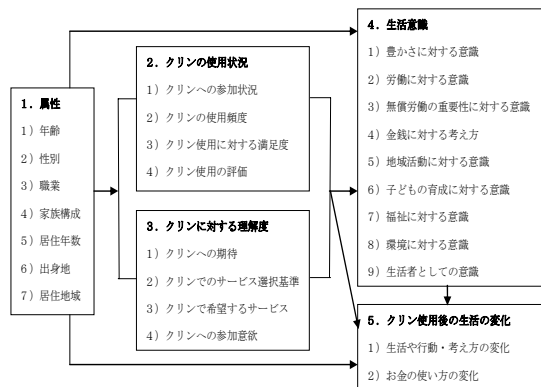 1．属性
1）年齢
2）性別
3）職業
4）家族構成
5）居住年数
6）出身地
7）居住地域
2．クリンの使用状況
1）クリンへの参加状況
2）クリンの使用頻度
3）クリン使用に対する満足度
4）クリン使用の評価
3．クリンに対する理解度
1）クリンへの期待
2）クリンでのサービス選択基準
3）クリンで希望するサービス
4）クリンへの参加意欲
4．生活意識
1）豊かさに対する意識
2）労働に対する意識
3）無償労働の重要性に対する意識
4）金銭に対する考え方
5）地域活動に対する意識
6）子どもの育成に対する意識
7）福祉に対する意識
8）環境に対する意識
9）生活者としての意識
5．クリン使用後の生活の変化
1）生活や行動・考え方の変化
2）お金の使い方の変化